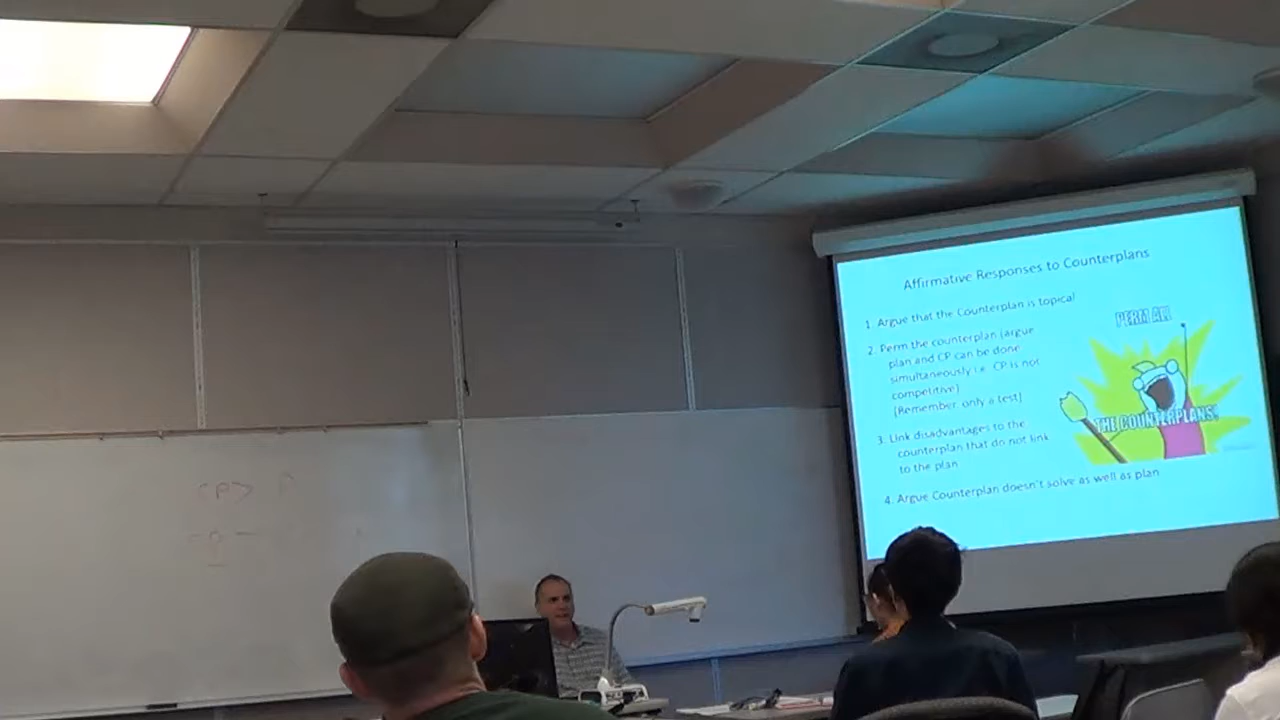 Affirmative Responses to Counterplans
1. Argue that the Counterplan is topical
2. Perm the counterplan (argue
plan and CP can be done
simultaneously i.e. CP is not
competitive)
[Remember, only a test]
3. Link disadvantages to the
counterplan that do not link
to the plan
4. Argue Counterplan doesn't solve as well as plan
PERM ALL
THE COUNTERPLANS!
CP >